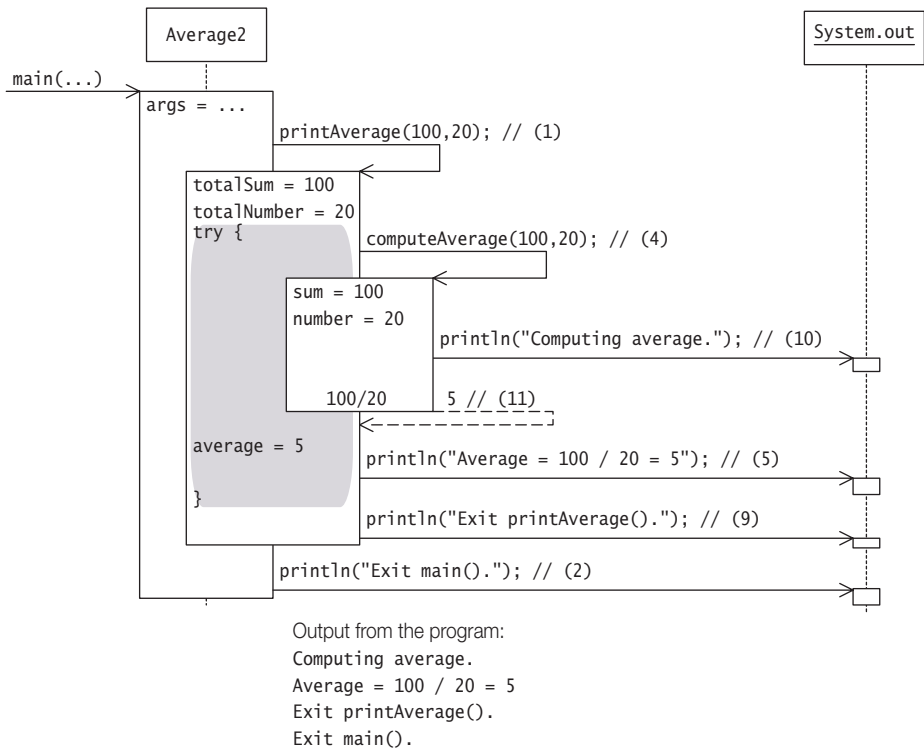 Average2
System.out
main(...)
args = ...
printAverage(100,20); // (1)
totalSum = 100
totalNumber = 20
try {
computeAverage(100,20); // (4)
sum = 100
number = 20
println("Computing average."); // (10)
100/20
5 // (11)
average = 5
println("Average = 100 / 20 = 5"); // (5)
}
println("Exit printAverage()."); // (9)
println("Exit main()."); // (2)
Output from the program:
Computing average.
Average = 100 / 20 = 5
Exit printAverage().
Exit main().